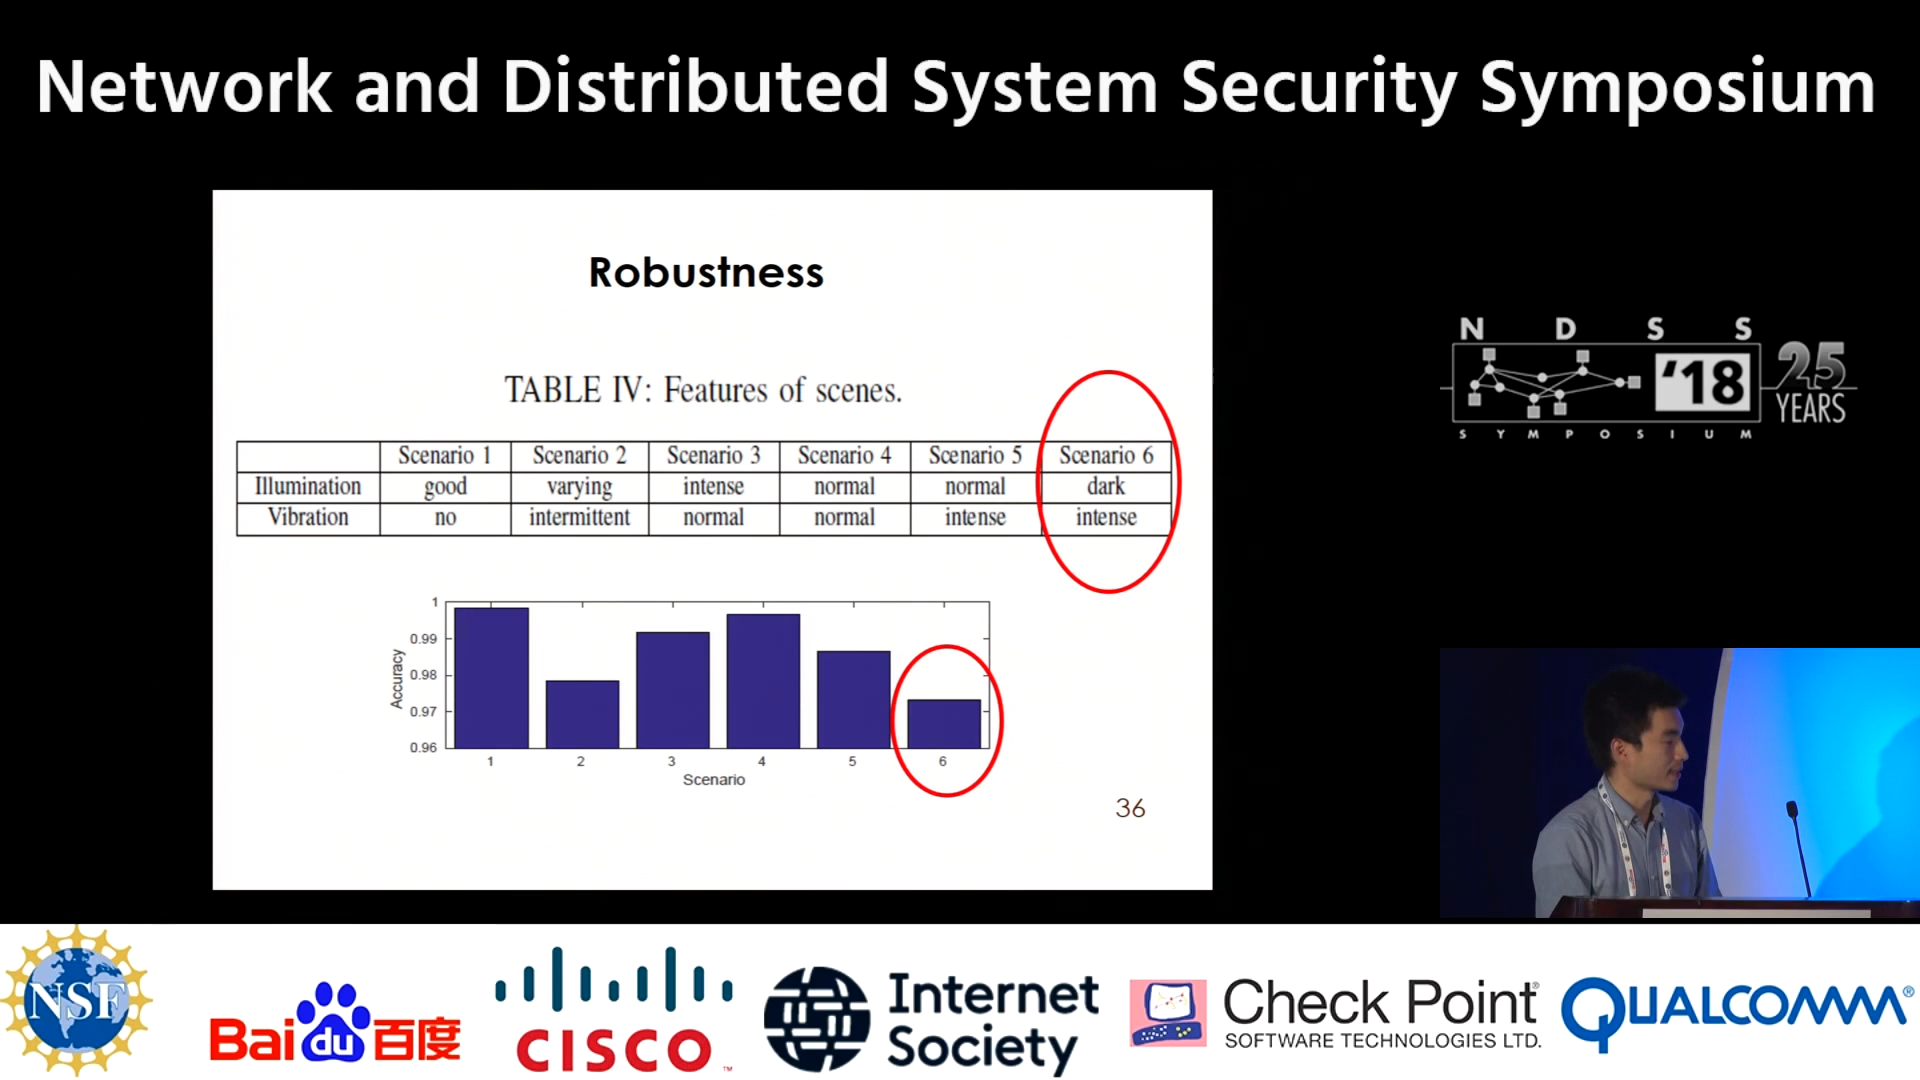 Network and Distributed System Security Symposium
Robustness
TABLE IV: Features of scenes.
Scenario 1 Scenario 2 Scenario 3 Scenario 4 Scenario 5 Scenario 6
Illumination good varying intense normal normal dark
Vibration no intermittent normal normal intense intense
1
0.99
0.98
0.97
0.96
Accuracy
1 2 3 4 5 6
Scenario
36
N D S S
'18
25
YEARS
S Y M P O S I U M
NSF
Bai du 百度
CISCO
TM
Internet
Society
Check Point
SOFTWARE TECHNOLOGIES LTD.
QUALCOMM®